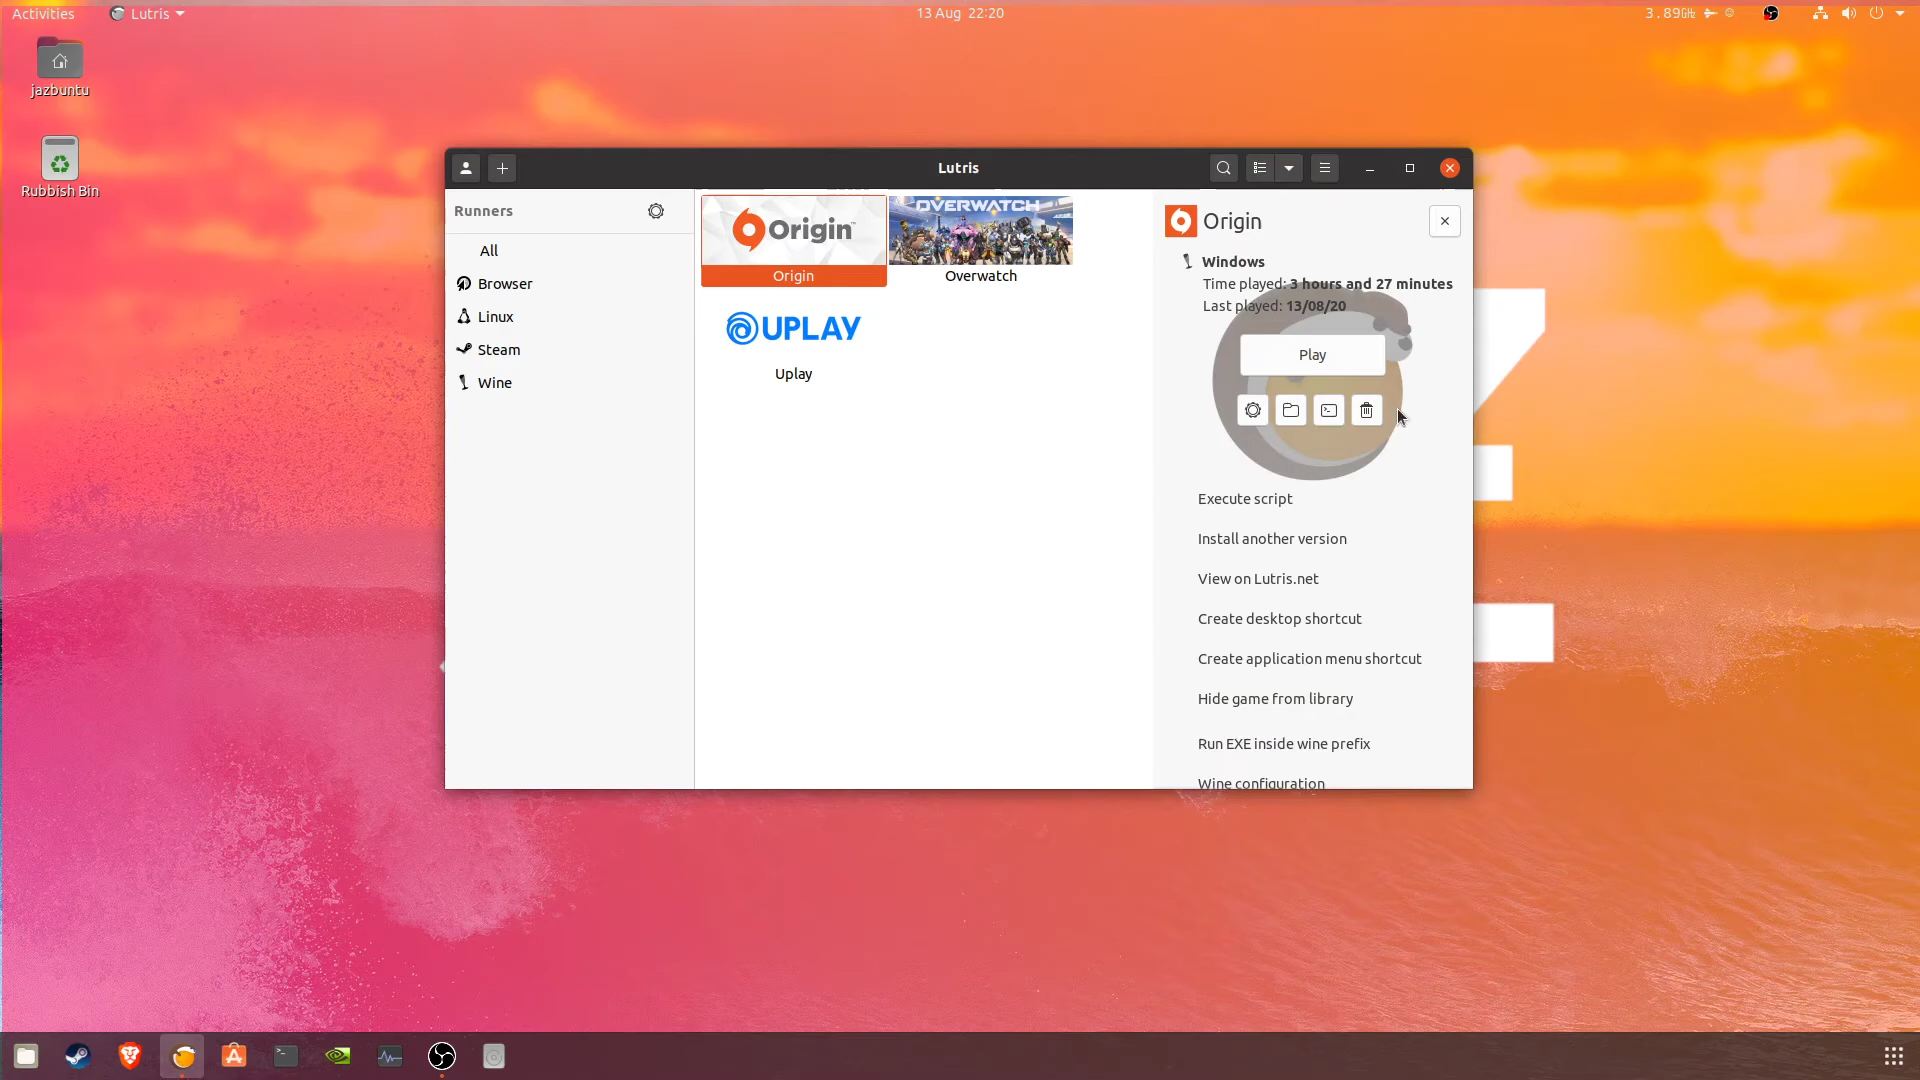 Activities
Lutris
13 Aug 22:20
3.89GHz
jazbuntu
Rubbish Bin
Lutris
Runners
All
Browser
Linux
Steam
Wine
Origin™
Origin
OVERWATCH
Overwatch
UPLAY
Uplay
Origin
Windows
Time played: 3 hours and 27 minutes
Last played: 13/08/20
Play
Execute script
Install another version
View on Lutris.net
Create desktop shortcut
Create application menu shortcut
Hide game from library
Run EXE inside wine prefix
Wine configuration